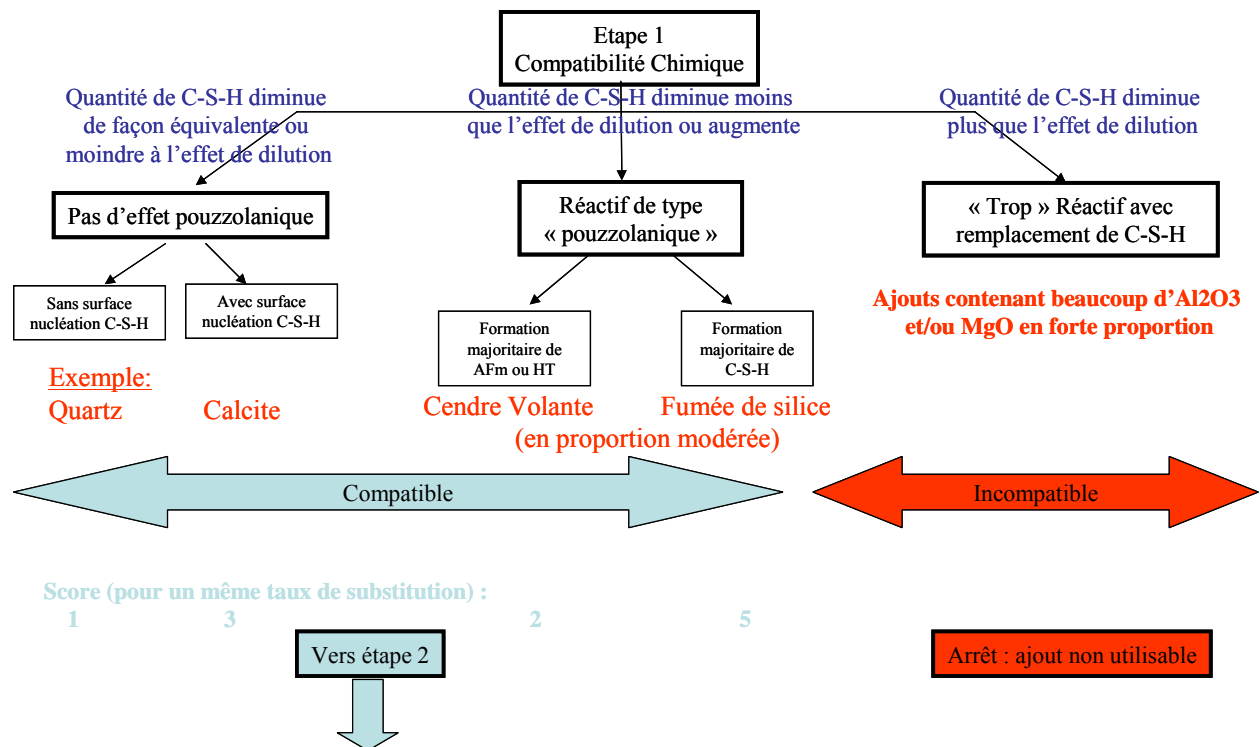 Etape 1
Compatibilité Chimique
Quantité de C-S-H diminue
de façon équivalente ou
moindre à l'effet de dilution
Quantité de C-S-H diminue moins
que l'effet de dilution ou augmente
Quantité de C-S-H diminue
plus que l'effet de dilution
Pas d'effet pouzzolanique
Réactif de type
« pouzzolanique »
« Trop » Réactif avec
remplacement de C-S-H
Sans surface
nucléation C-S-H
Avec surface
nucléation C-S-H
Formation
majoritaire de
AFm ou HT
Formation
majoritaire de
C-S-H
Ajouts contenant beaucoup d'Al2O3
et/ou MgO en forte proportion
Exemple:
Quartz
Calcite
Cendre Volante
Fumée de silice
(en proportion modérée)
Compatible
Incompatible
Score (pour un même taux de substitution) :
1
3
2
5
Vers étape 2
Arrêt : ajout non utilisable